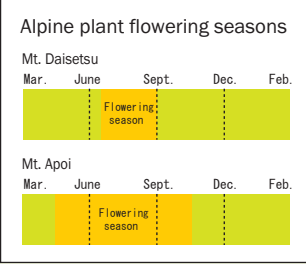 Alpine plant flowering seasons
Mt. Daisetsu
Mar. June Sept. Dec. Feb.
Flowering
season
Mt. Apoi
Mar. June Sept. Dec. Feb.
Flowering
season